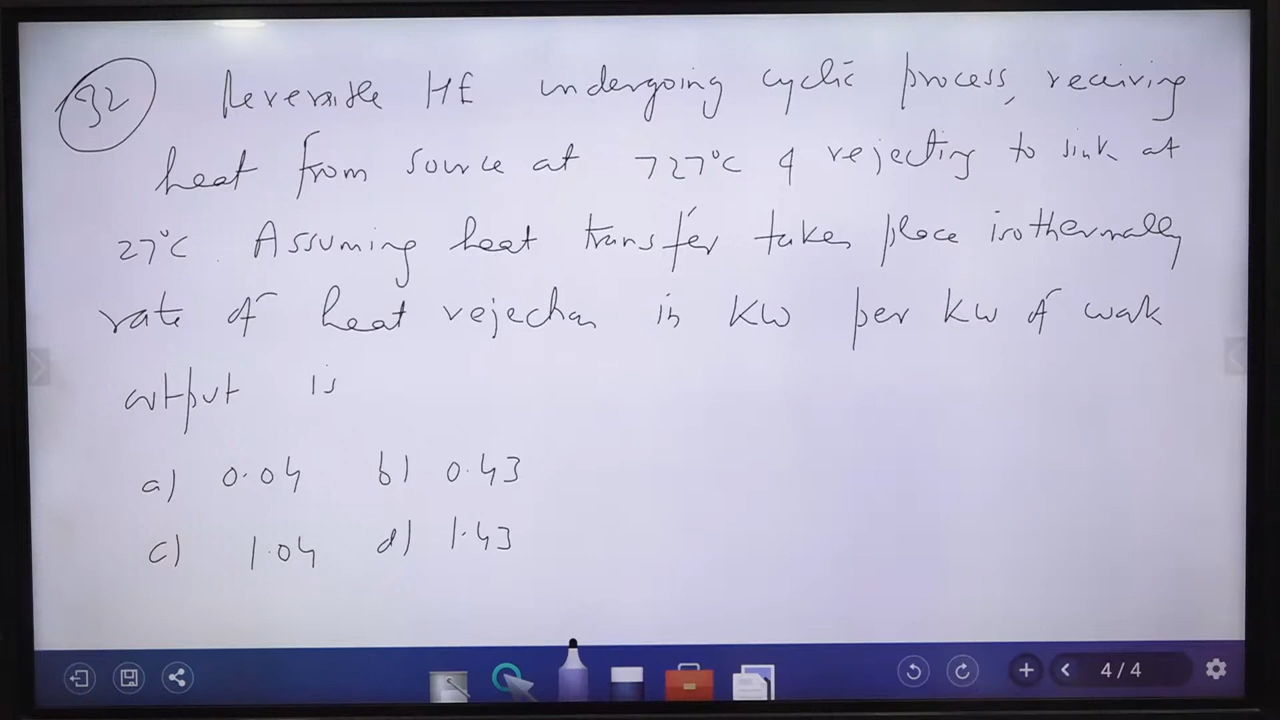 32 Reversible HE undergoing cyclic process, receiving
heat from source at 727°C & rejecting to sink at
27°C. Assuming heat transfer takes place isothermally
rate of heat rejection in KW per KW of work
output is
a) 0.04 b) 0.43
c) 1.04 d) 1.43
4/4